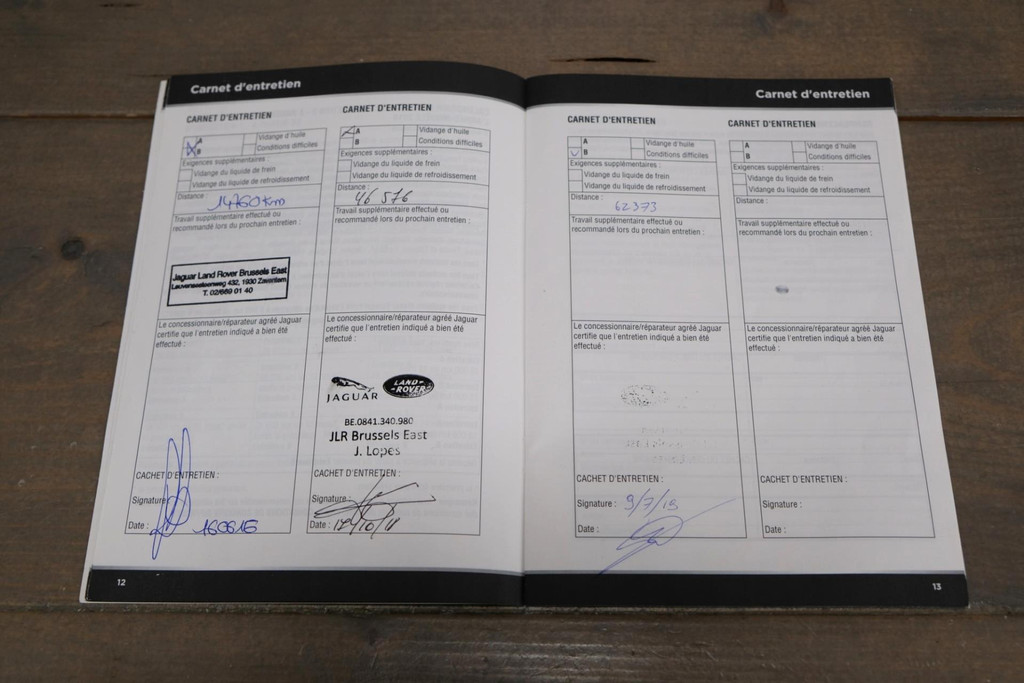 Carnet d'entretien
CARNET D'ENTRETIEN
A
B
Vidange d'huile
Conditions difficiles
Exigences supplémentaires :
Vidange du liquide de frein
Vidange du liquide de refroidissement
Distance : 14760 Km
Travail supplémentaire effectué ou
recommandé lors du prochain entretien :
Jaguar Land Rover Brussels East
Leuvensesteenweg 432, 1930 Zaventem
T. 02/669 01 40
Le concessionnaire/réparateur agréé Jaguar
certifie que l'entretien indiqué a bien été
effectué :
CACHET D'ENTRETIEN :
Signature :
Date :
12
CARNET D'ENTRETIEN
A
B
Vidange d'huile
Conditions difficiles
Exigences supplémentaires :
Vidange du liquide de frein
Vidange du liquide de refroidissement
Distance : 46 576
Travail supplémentaire effectué ou
recommandé lors du prochain entretien :
Le concessionnaire/réparateur agréé Jaguar
certifie que l'entretien indiqué a bien été
effectué :
JAGUAR
LAND-ROVER
BE.0841.340.980
JLR Brussels East
J. Lopes
CACHET D'ENTRETIEN :
Signature :
Date :
Carnet d'entretien
CARNET D'ENTRETIEN
A
B
Vidange d'huile
Conditions difficiles
Exigences supplémentaires :
Vidange du liquide de frein
Vidange du liquide de refroidissement
Distance : 62373
Travail supplémentaire effectué ou
recommandé lors du prochain entretien :
Le concessionnaire/réparateur agréé Jaguar
certifie que l'entretien indiqué a bien été
effectué :
CACHET D'ENTRETIEN :
Signature :
Date :
CARNET D'ENTRETIEN
A
B
Vidange d'huile
Conditions difficiles
Exigences supplémentaires :
Vidange du liquide de frein
Vidange du liquide de refroidissement
Distance :
Travail supplémentaire effectué ou
recommandé lors du prochain entretien :
Le concessionnaire/réparateur agréé Jaguar
certifie que l'entretien indiqué a bien été
effectué :
CACHET D'ENTRETIEN :
Signature :
Date :
13